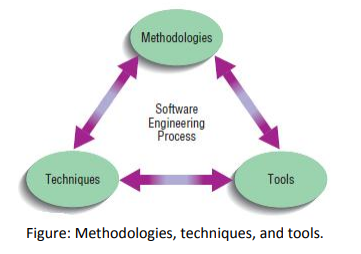 Methodologies
Software
Engineering
Process
Techniques
Tools
Figure: Methodologies, techniques, and tools.